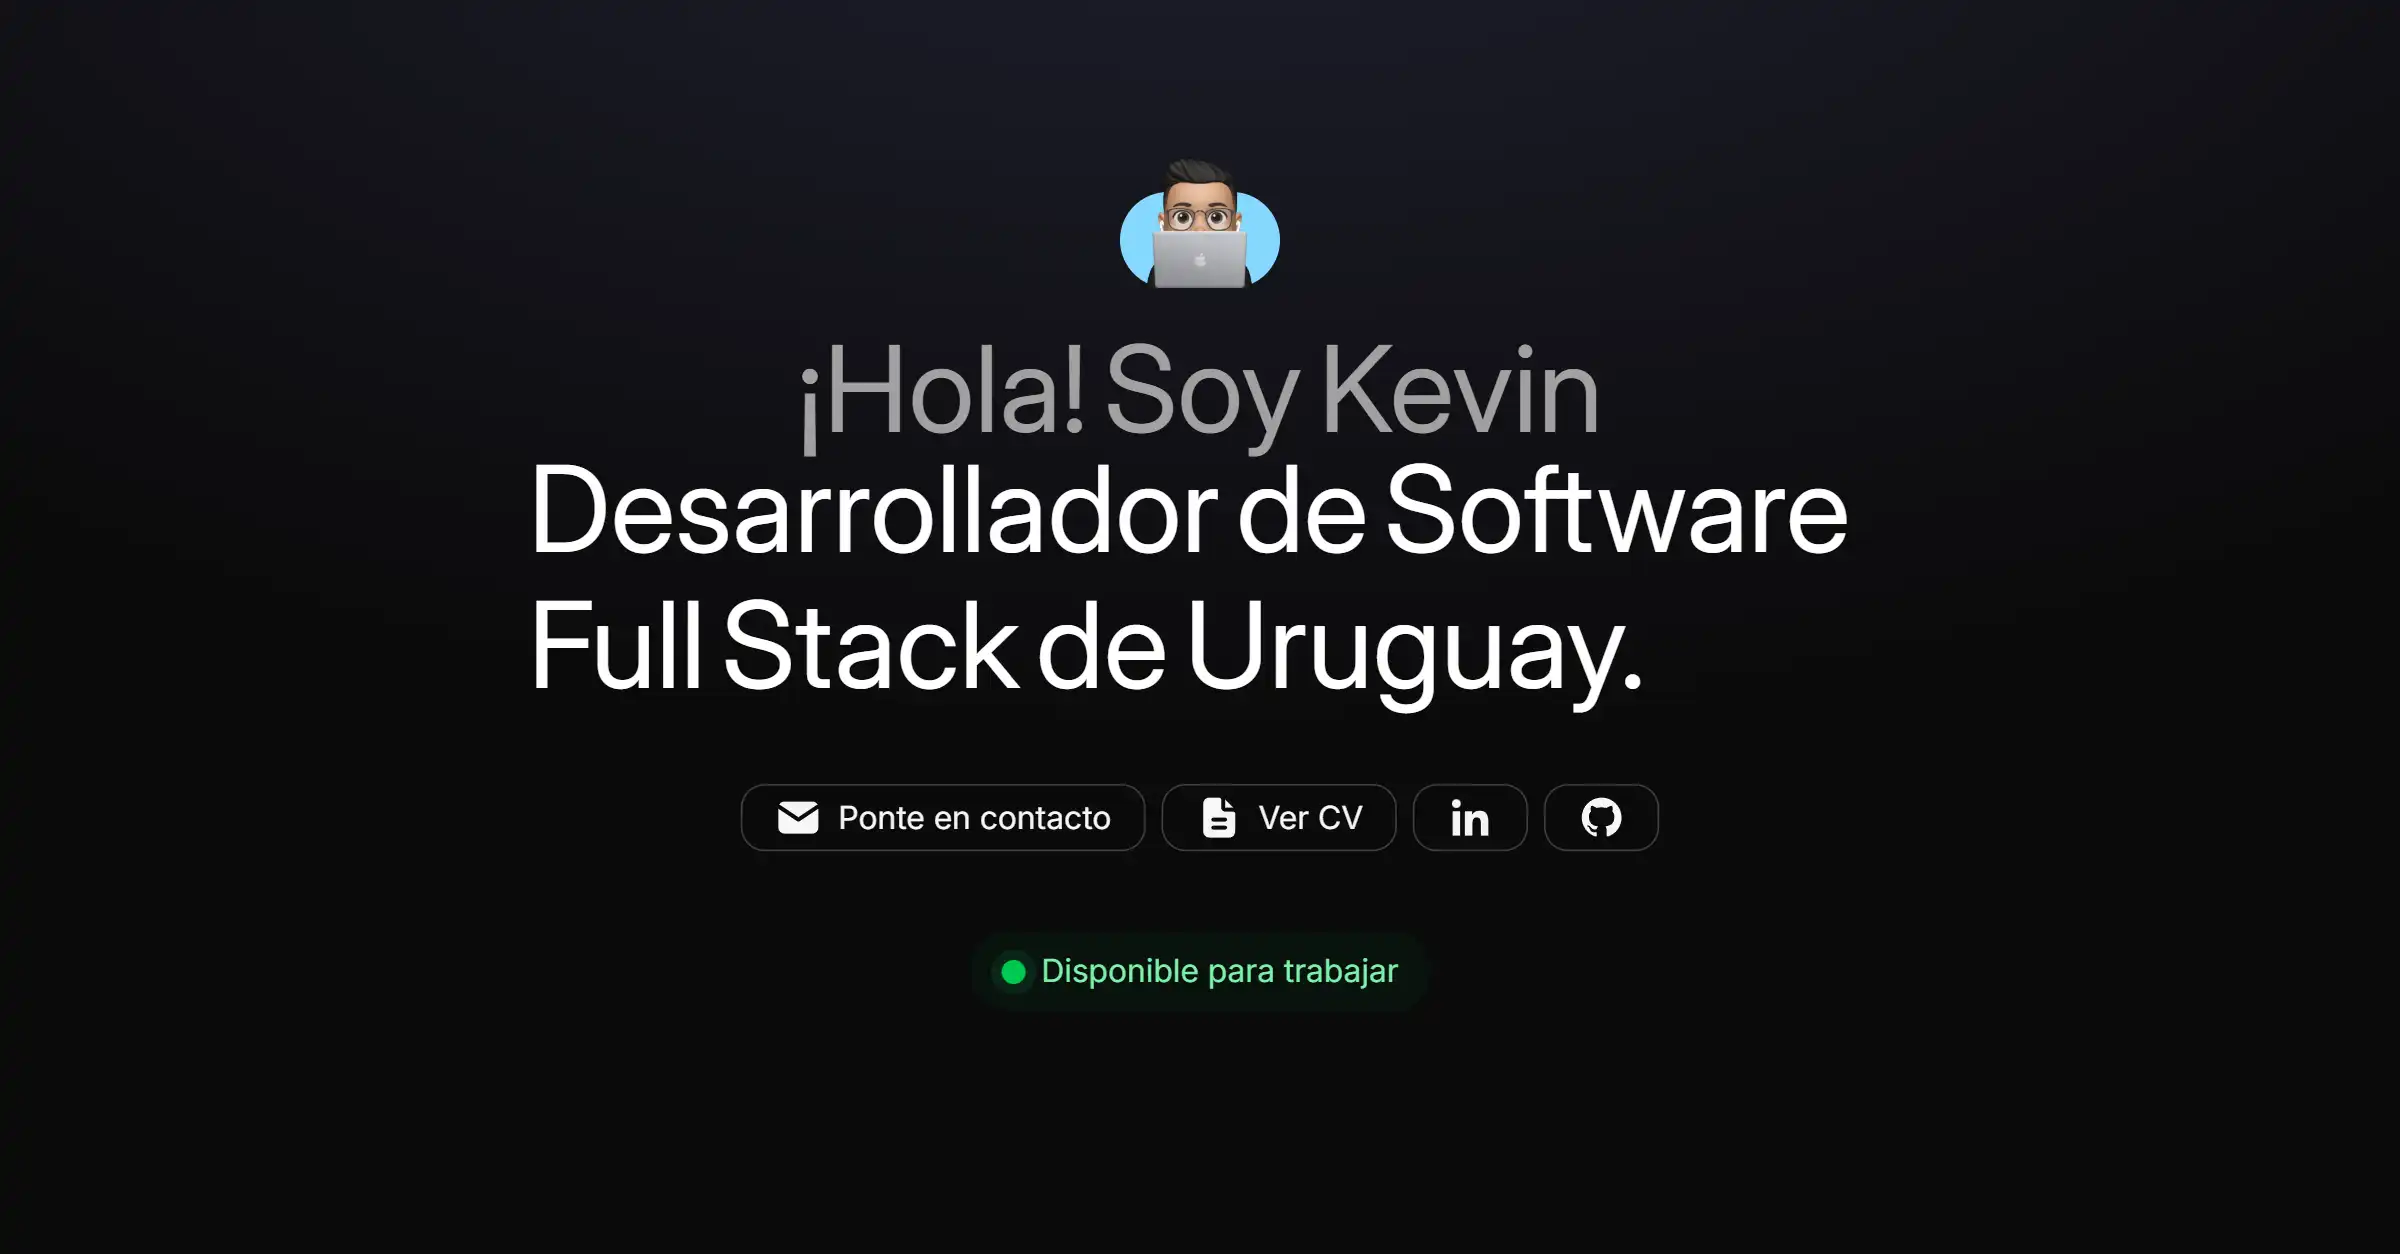 ¡Hola! Soy Kevin
Desarrollador de Software
Full Stack de Uruguay.
Ponte en contacto
Ver CV
in
Disponible para trabajar